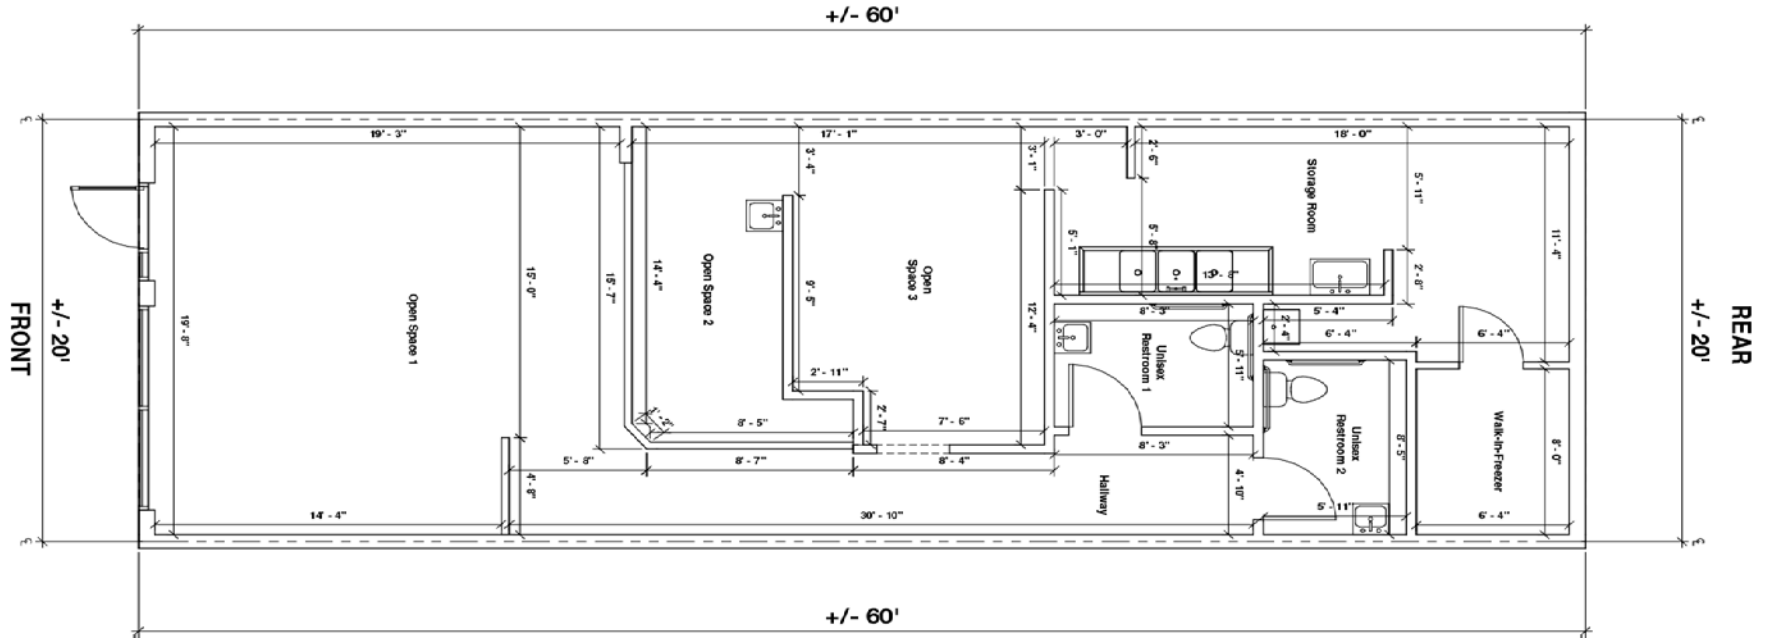 +/- 60'
19' - 3"
17' - 1"
3' - 0"
18' - 0"
3' - 4"
3' - 1"
2' - 6"
5' - 11"
11' - 4"
Storage Room
REAR
+/- 20'
FRONT
+/- 20'
19' - 8"
Open Space 1
15' - 0"
15' - 7"
14' - 4"
Open Space 2
9' - 5"
Open
Space 3
12' - 4"
5' - 1"
5' - 8"
2' - 8"
8' - 3"
5' - 4"
2' - 4"
6' - 4"
6' - 4"
Unisex
Restroom 1
5' - 11"
2' - 11"
2' - 7"
1' - 2"
8' - 5"
7' - 6"
8' - 3"
Unisex
Restroom 2
8' - 5"
Walk-In-Freezer
8' - 0"
5' - 8"
8' - 7"
8' - 4"
4' - 8"
Hallway
4' - 10"
5' - 11"
14' - 4"
30' - 10"
6' - 4"
+/- 60'